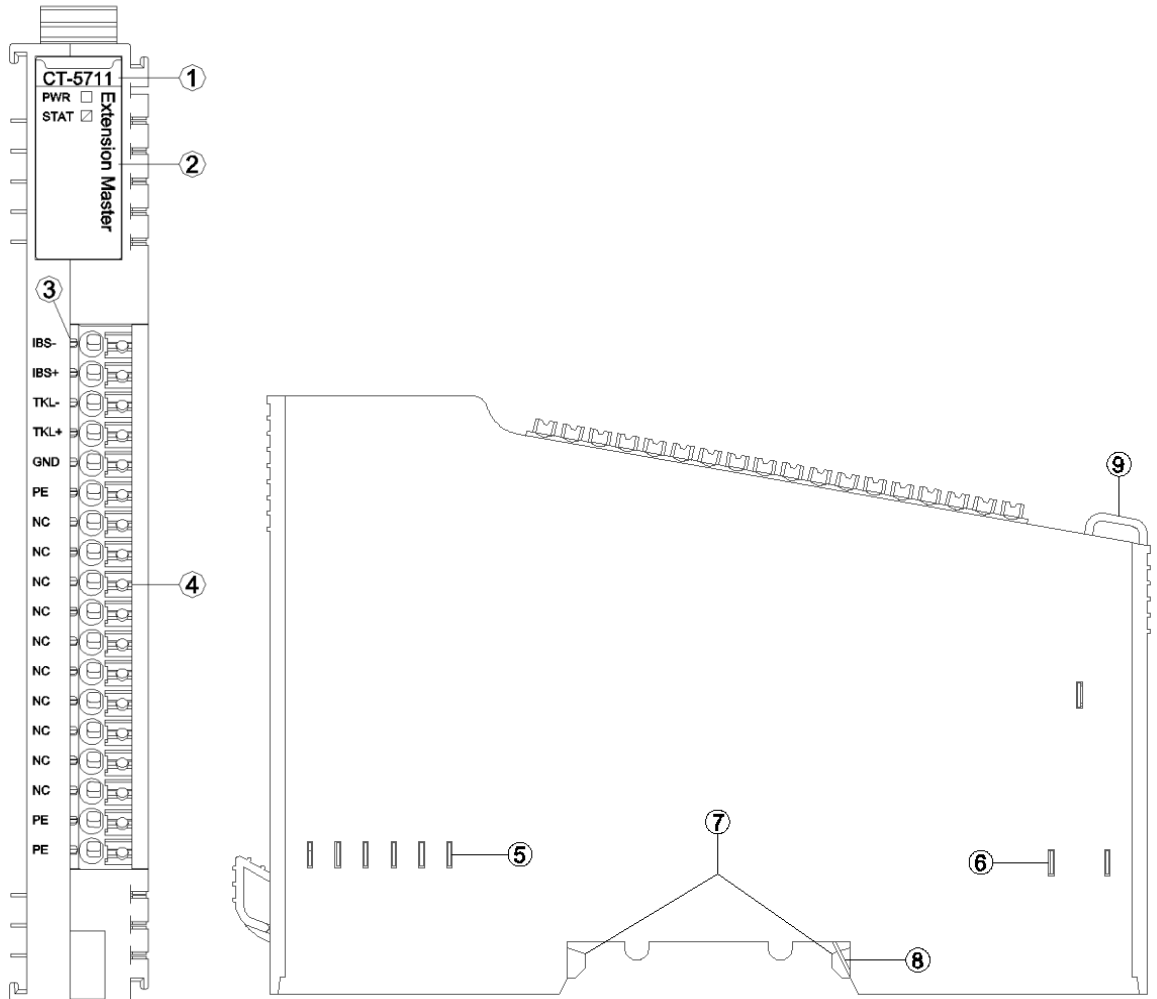 CT-5711
PWR
STAT
Extension Master
1
2
3
IBS-
IBS+
TKL-
TKL+
GND
PE
NC
NC
NC
NC
NC
NC
NC
NC
NC
NC
PE
PE
4
5
6
7
8
9